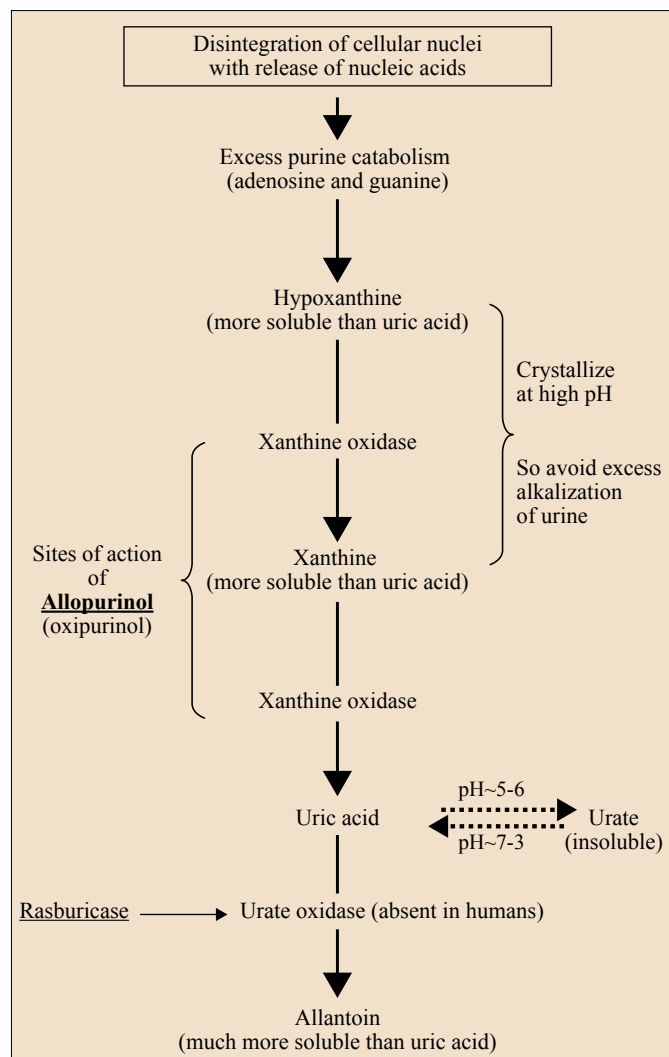 Disintegration of cellular nuclei
with release of nucleic acids
Excess purine catabolism
(adenosine and guanine)
Hypoxanthine
(more soluble than uric acid)
Crystallize
at high pH
Xanthine oxidase
So avoid excess
alkalization
of urine
Sites of action
of
Allopurinol
(oxipurinol)
Xanthine
(more soluble than uric acid)
Xanthine oxidase
pH~5-6
Uric acid
Urate
(insoluble)
pH~7-3
Rasburicase
Urate oxidase (absent in humans)
Allantoin
(much more soluble than uric acid)